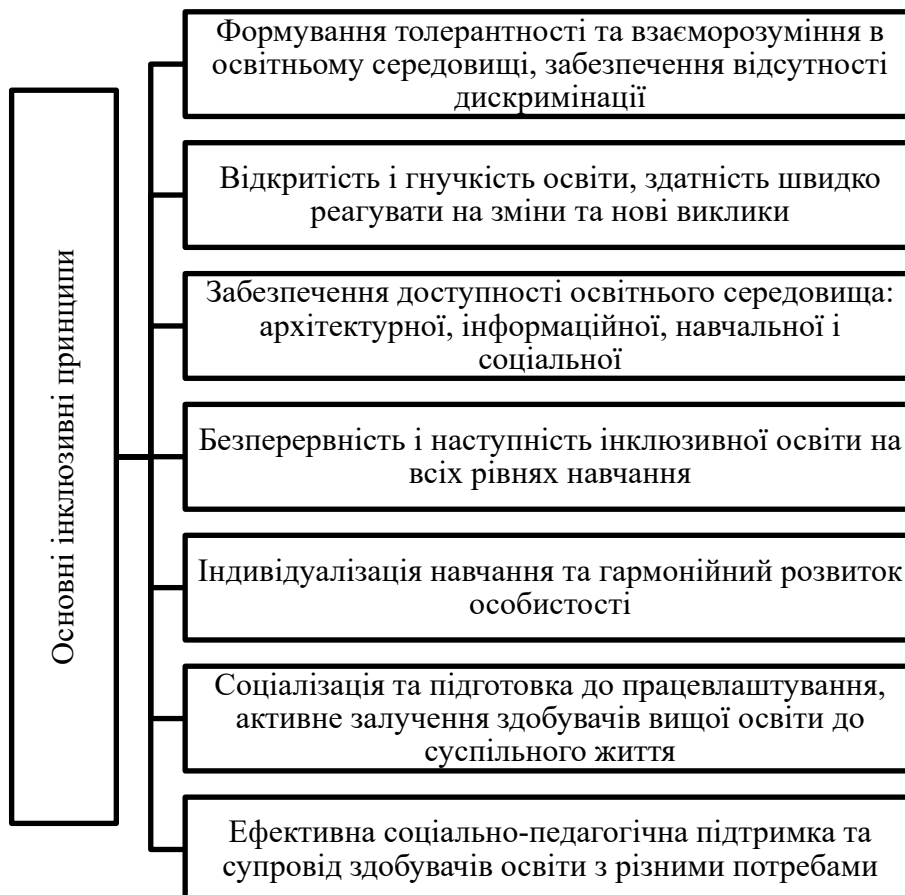 Основні інклюзивні принципи
Формування толерантності та взаєморозуміння в
освітньому середовищі, забезпечення відсутності
дискримінації
Відкритість і гнучкість освіти, здатність швидко
реагувати на зміни та нові виклики
Забезпечення доступності освітнього середовища:
архітектурної, інформаційної, навчальної і
соціальної
Безперервність і наступність інклюзивної освіти на
всіх рівнях навчання
Індивідуалізація навчання та гармонійний розвиток
особистості
Соціалізація та підготовка до працевлаштування,
активне залучення здобувачів вищої освіти до
суспільного життя
Ефективна соціально-педагогічна підтримка та
супровід здобувачів освіти з різними потребами